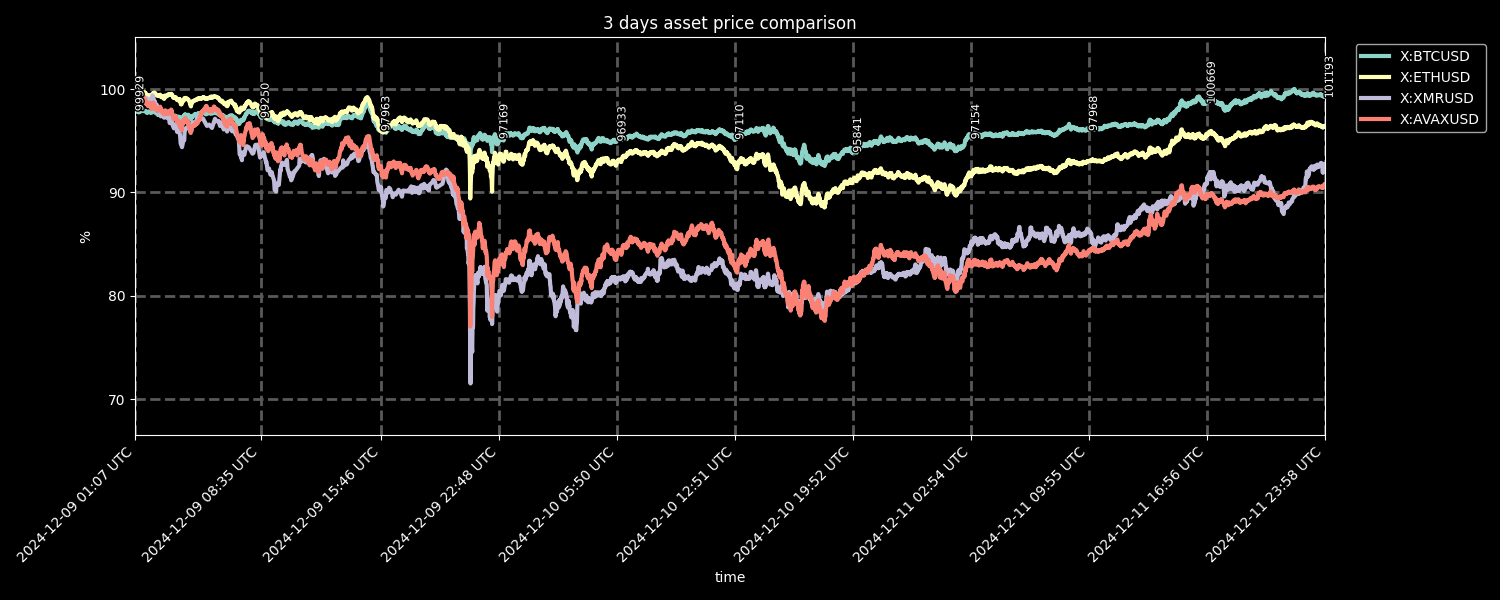 3 days asset price comparison
X:BTCUSD
X:ETHUSD
X:XMRUSD
X:AVAXUSD
100
90
80
70
%
99929
99250
97963
97169
96933
97110
95841
97154
97968
100669
101193
2024-12-09 01:07 UTC
2024-12-09 08:35 UTC
2024-12-09 15:46 UTC
2024-12-09 22:48 UTC
2024-12-10 05:50 UTC
2024-12-10 12:51 UTC
2024-12-10 19:52 UTC
2024-12-11 02:54 UTC
2024-12-11 09:55 UTC
2024-12-11 16:56 UTC
2024-12-11 23:58 UTC
time